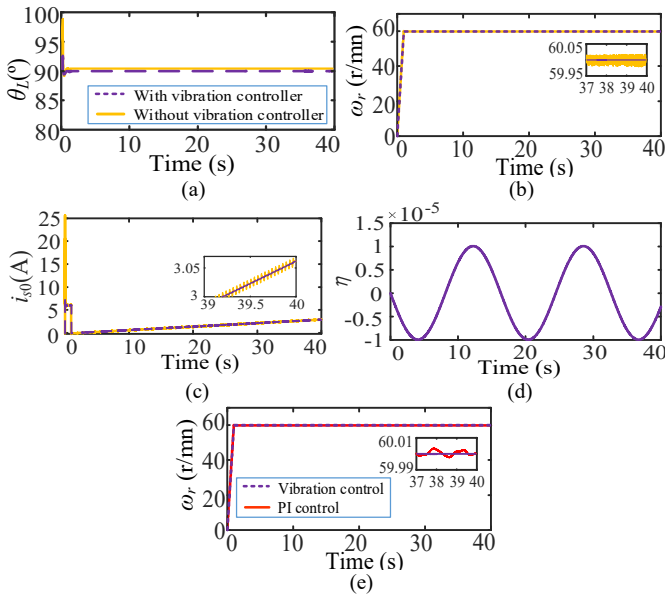 100
95
90
85
80
θL(º)
With vibration controller
Without vibration controller
0 10 20 30 40
Time (s)
(a)
60
40
20
0
ωr (r/mn)
60.05
59.95
37 38 39 40
0 10 20 30 40
Time (s)
(b)
25
20
15
10
5
0
is0(A)
3.05
3
39 39.5 40
0 10 20 30 40
Time (s)
(c)
×10-5
1.5
1
0.5
0
-0.5
-1
η
0 10 20 30 40
Time (s)
(d)
60
40
20
0
ωr (r/mn)
60.01
59.99
37 38 39 40
Vibration control
PI control
0 10 20 30 40
Time (s)
(e)